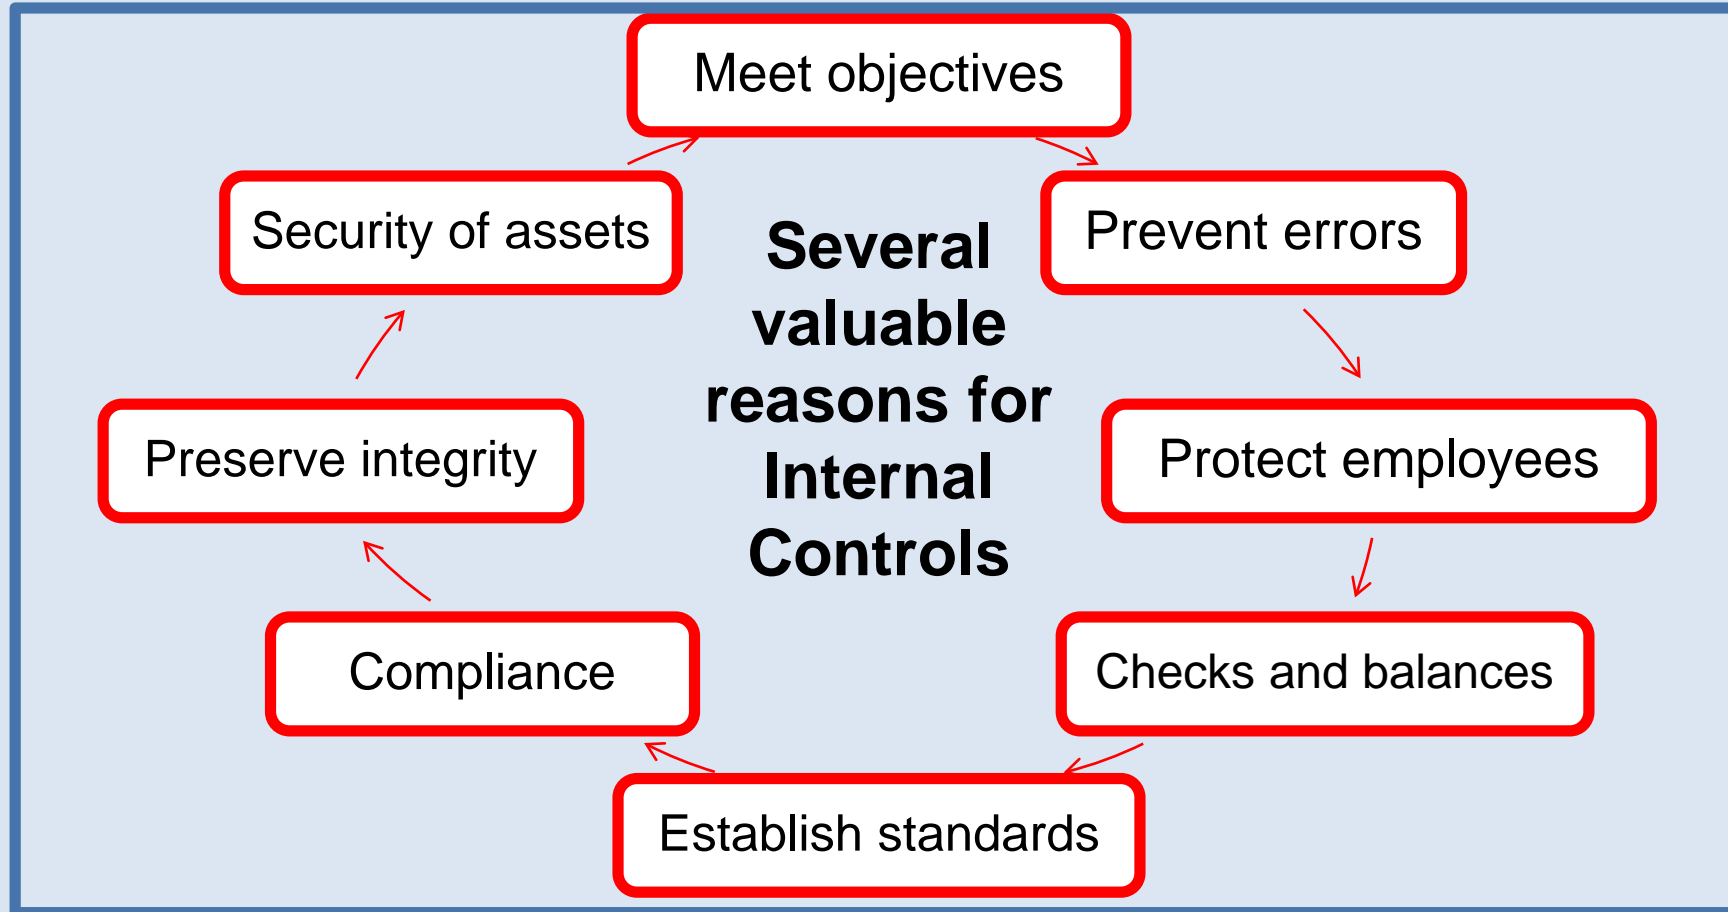 Meet objectives
Security of assets
Prevent errors
Several
valuable
reasons for
Internal
Controls
Preserve integrity
Protect employees
Compliance
Checks and balances
Establish standards